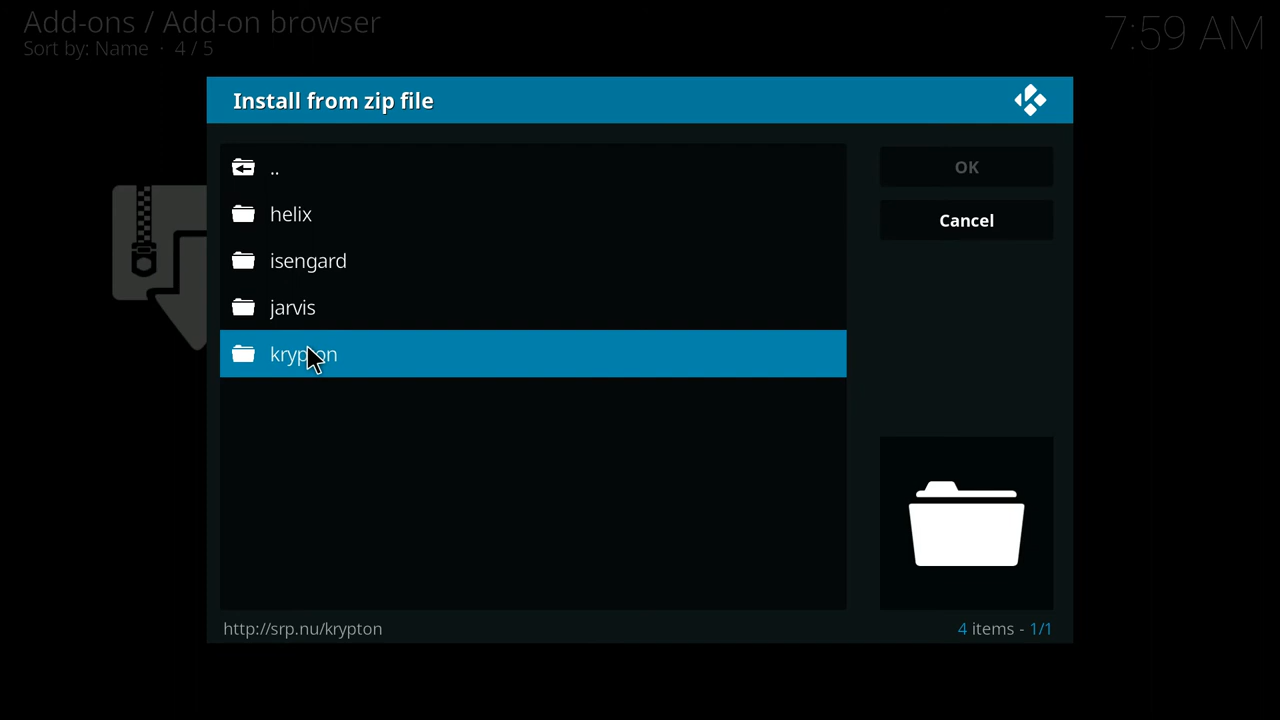 Add-ons / Add-on browser
Sort by: Name · 4 / 5
7:59 AM
Install from zip file
..
helix
isengard
jarvis
krypton
OK
Cancel
http://srp.nu/krypton
4 items - 1/1